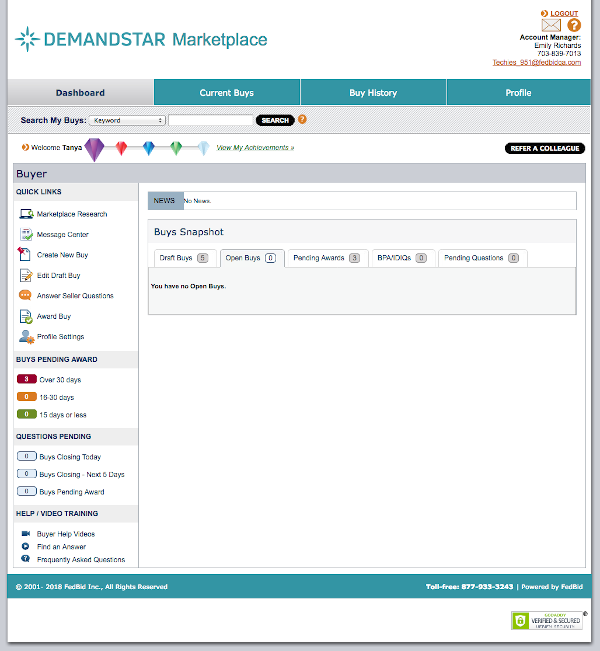 LOGOUT
DEMANDSTAR Marketplace
Account Manager:
Emily Richards
703-839-7013
Techies_951@fedbidqa.com
Dashboard Current Buys Buy History Profile
Search My Buys: Keyword SEARCH
Welcome Tanya View My Achievements » REFER A COLLEAGUE
Buyer
QUICK LINKS
Marketplace Research
Message Center
Create New Buy
Edit Draft Buy
Answer Seller Questions
Award Buy
Profile Settings
BUYS PENDING AWARD
3 Over 30 days
0 16-30 days
0 15 days or less
QUESTIONS PENDING
0 Buys Closing Today
0 Buys Closing - Next 5 Days
0 Buys Pending Award
HELP / VIDEO TRAINING
Buyer Help Videos
Find an Answer
Frequently Asked Questions
NEWS No News.
Buys Snapshot
Draft Buys 5 Open Buys 0 Pending Awards 3 BPA/IDIQs 0 Pending Questions 0
You have no Open Buys.
© 2001- 2018 FedBid Inc., All Rights Reserved Toll-free: 877-933-3243 | Powered by FedBid
GODADDY
VERIFIED & SECURED
VERIFY SECURITY